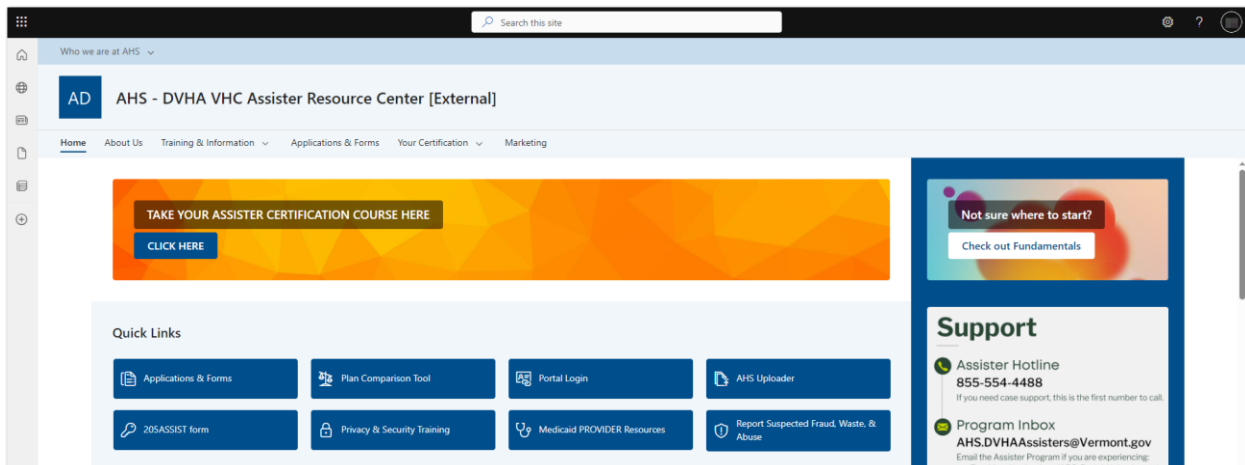 Search this site
?
Who we are at AHS
AD
AHS - DVHA VHC Assister Resource Center [External]
Home About Us Training & Information Applications & Forms Your Certification Marketing
TAKE YOUR ASSISTER CERTIFICATION COURSE HERE
CLICK HERE
Not sure where to start?
Check out Fundamentals
Quick Links
Applications & Forms
Plan Comparison Tool
Portal Login
AHS Uploader
205ASSIST form
Privacy & Security Training
Medicaid PROVIDER Resources
Report Suspected Fraud, Waste, &
Abuse
Support
Assister Hotline
855-554-4488
If you need case support, this is the first number to call.
Program Inbox
AHS.DVHAAssisters@Vermont.gov
Email the Assister Program if you are experiencing: